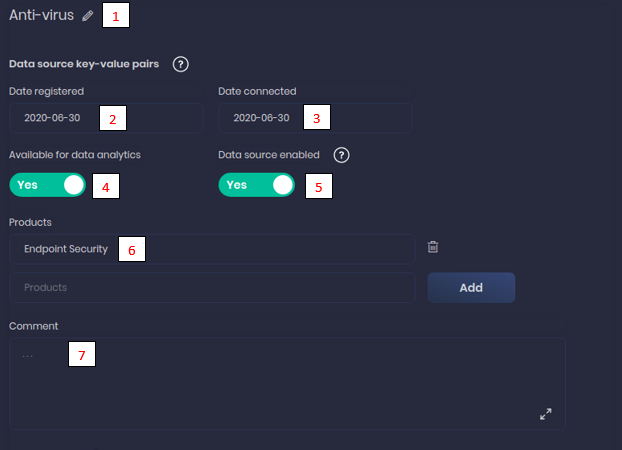 Anti-virus 1
Data source key-value pairs ?
Date registered Date connected
2020-06-30 2 2020-06-30 3
Available for data analytics Data source enabled ?
Yes 4 Yes 5
Products
Endpoint Security 6
Products Add
Comment
... 7